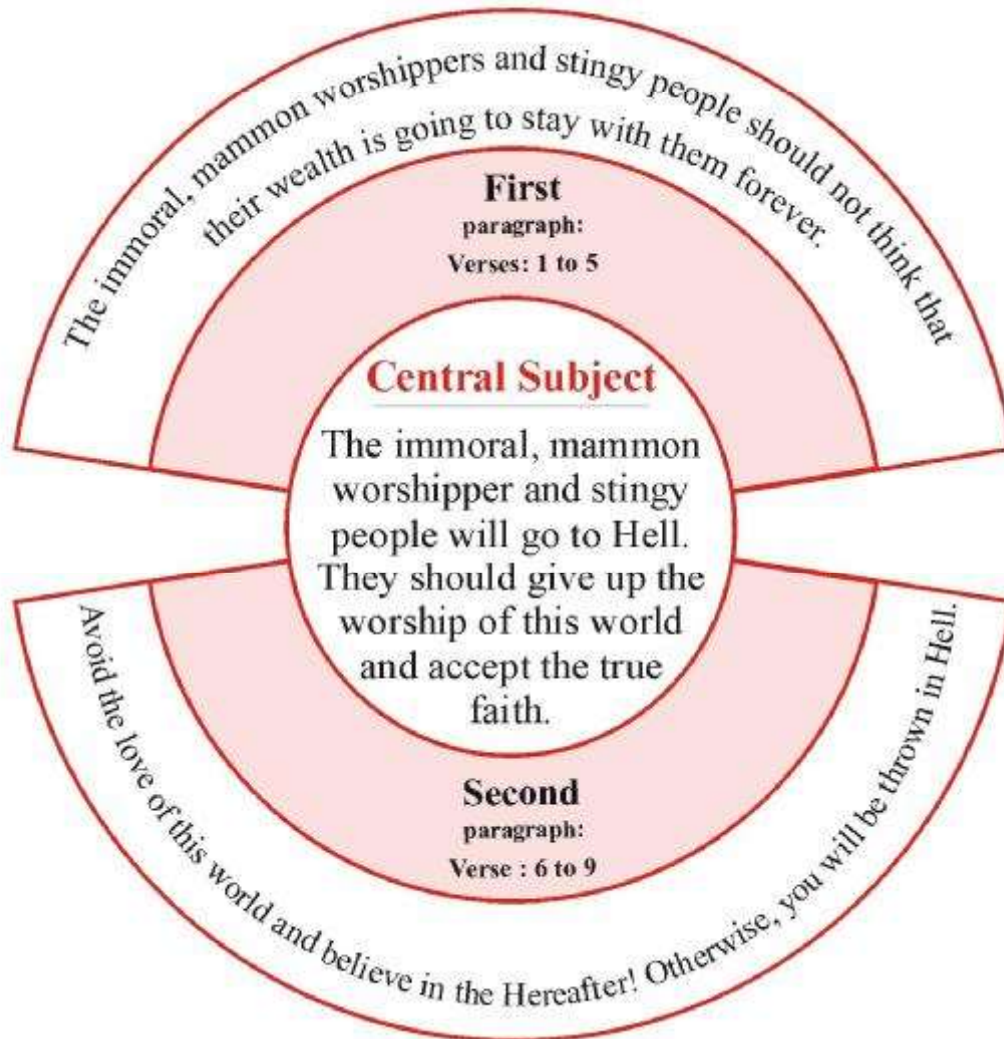 The immoral, mammon worshippers and stingy people should not think that
their wealth is going to stay with them forever.
First
paragraph:
Verses: 1 to 5
Central Subject
The immoral, mammon
worshipper and stingy
people will go to Hell.
They should give up the
worship of this world
and accept the true
faith.
Second
paragraph:
Verse : 6 to 9
Avoid the love of this world and believe in the Hereafter! Otherwise, you will be thrown in Hell.